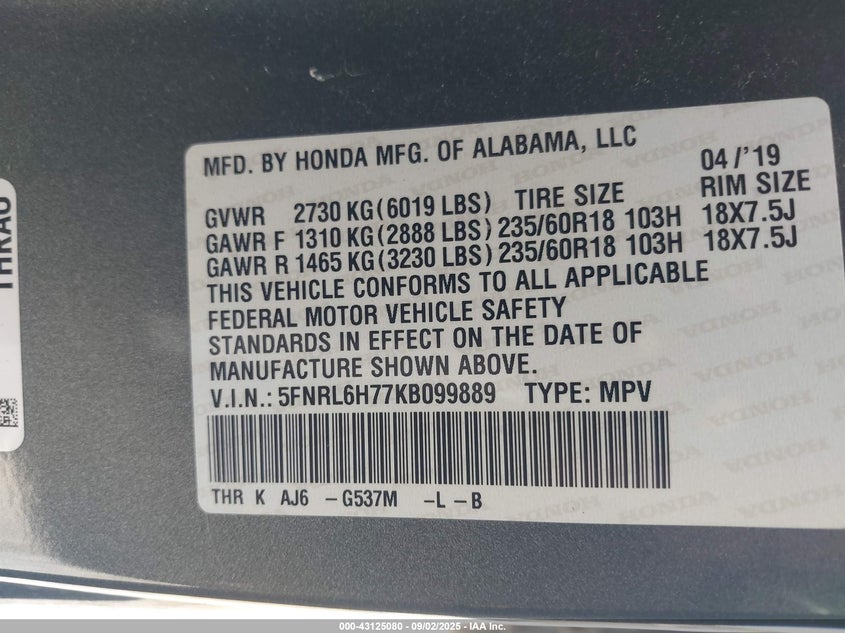 THRAO
MFD. BY HONDA MFG. OF ALABAMA, LLC 04/'19
GVWR 2730 KG(6019 LBS) TIRE SIZE RIM SIZE
GAWR F 1310 KG(2888 LBS) 235/60R18 103H 18X7.5J
GAWR R 1465 KG(3230 LBS) 235/60R18 103H 18X7.5J
THIS VEHICLE CONFORMS TO ALL APPLICABLE
FEDERAL MOTOR VEHICLE SAFETY
STANDARDS IN EFFECT ON THE DATE OF
MANUFACTURE SHOWN ABOVE.
V.I.N.: 5FNRL6H77KB099889 TYPE: MPV
THR K AJ6 -G537M -L -B
000-43125080 - 09/02/2025 - IAA Inc.